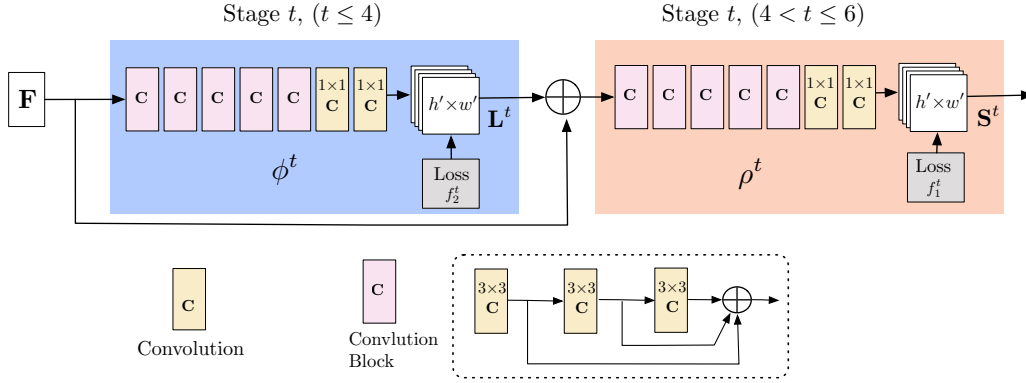 Stage t, (t ≤ 4)
Stage t, (4 < t ≤ 6)
F
C C C C C 1×1 C 1×1 C
h′×w′
L^t
ϕ^t
Loss
f_2^t
C C C C C 1×1 C 1×1 C
h′×w′
S^t
ρ^t
Loss
f_1^t
C
Convolution
C
Convlution
Block
3×3 3×3 3×3
C C C